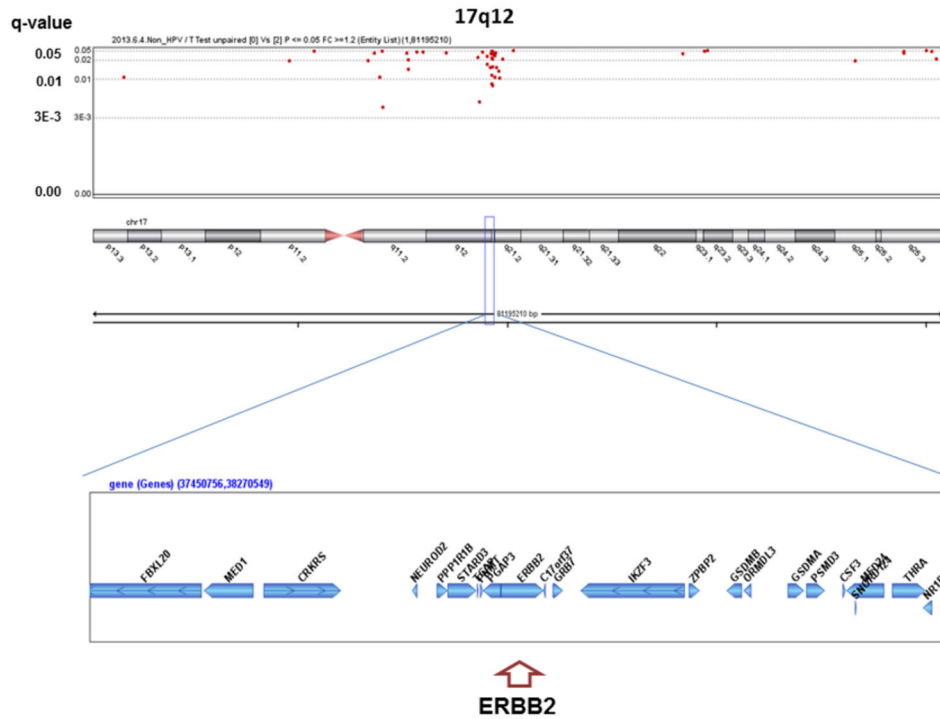 17q12
q-value
2013.6.4.Non_HPV / T Test unpaired [0] Vs [2] P <= 0.05 FC >=1.2 (Entity List) (1,81195210)
0.05 0.05
0.02
0.01 0.01
3E-3 3E-3
0.00 0.00
chr17
p13.3 p13.2 p13.1 p12 p11.2 q11.2 q12 q21.2 q21.31 q21.32 q21.33 q22 q23.1 q23.2 q23.3 q24.1 q24.2 q24.3 q25.1 q25.2 q25.3
81195210 bp
gene (Genes) (37450756,38270549)
FBXL20 MED1 CRKRS NEUROD2 PPP1R1B STARD3 PGAP3 ERBB2 C17orf37 GRB7 IKZF3 ZPBP2 GSDMB ORMDL3 GSDMA PSMD3 CSF3 MED24 THRA
ERBB2